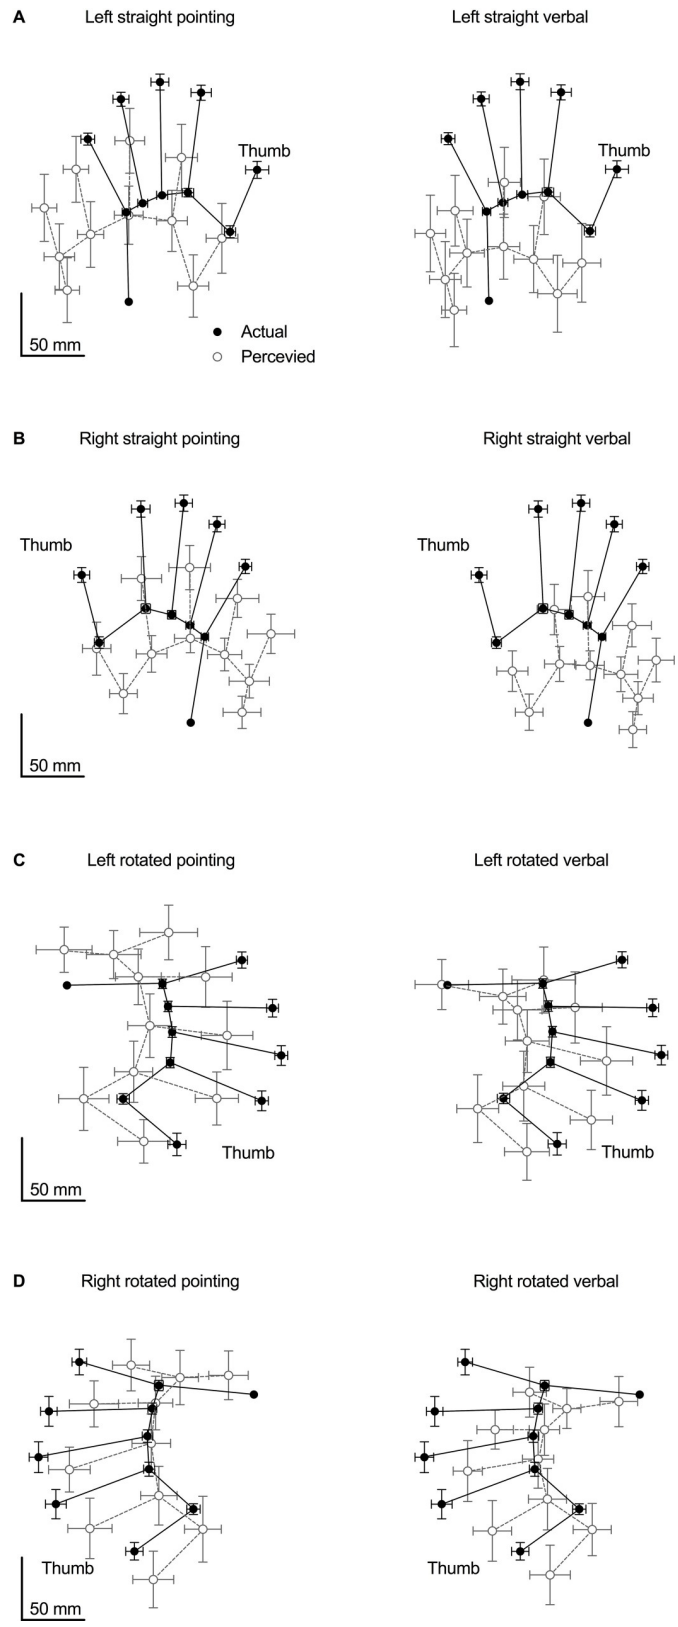 A
Left straight pointing
Left straight verbal
Thumb
Thumb
50 mm
Actual
Percevied
B
Right straight pointing
Right straight verbal
Thumb
Thumb
50 mm
C
Left rotated pointing
Left rotated verbal
Thumb
Thumb
50 mm
D
Right rotated pointing
Right rotated verbal
Thumb
Thumb
50 mm